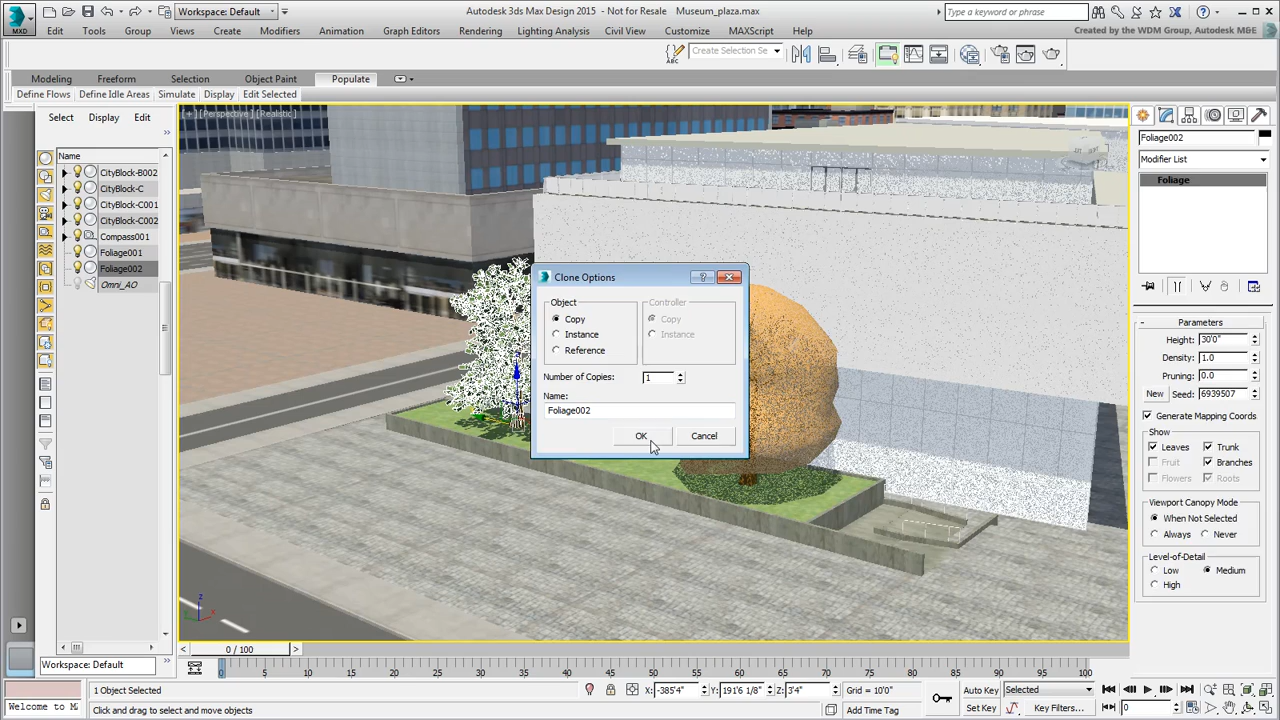 Workspace: Default
Autodesk 3ds Max Design 2015 - Not for Resale Museum_plaza.max
Type a keyword or phrase
MXD
Edit Tools Group Views Create Modifiers Animation Graph Editors Rendering Lighting Analysis Civil View Customize MAXScript Help
Created by the WDM Group, Autodesk M&E
Create Selection Se
Modeling Freeform Selection Object Paint Populate
Define Flows Define Idle Areas Simulate Display Edit Selected
Select Display Edit
[+] [Perspective] [Realistic]
Name
CityBlock-B002
CityBlock-C
CityBlock-C001
CityBlock-C002
Compass001
Foliage001
Foliage002
Omni_AO
Clone Options
Object
Copy
Instance
Reference
Controller
Copy
Instance
Number of Copies: 1
Name:
Foliage002
OK Cancel
Foliage002
Modifier List
Foliage
- Parameters
Height: 30'0"
Density: 1.0
Pruning: 0.0
New Seed: 6939507
Generate Mapping Coords
Show
Leaves Trunk
Fruit Branches
Flowers Roots
Viewport Canopy Mode
When Not Selected
Always Never
Level-of-Detail
Low Medium
High
z
x
< 0 / 100 >
Workspace: Default
0 5 10 15 20 25 30 35 40 45 50 55 60 65 70 75 80 85 90 95 100
1 Object Selected
X: -385'4" Y: 191'6 1/8" Z: 3'4"
Grid = 10'0"
Auto Key Selected
Welcome to M
Click and drag to select and move objects
Add Time Tag
Set Key Key Filters... 0